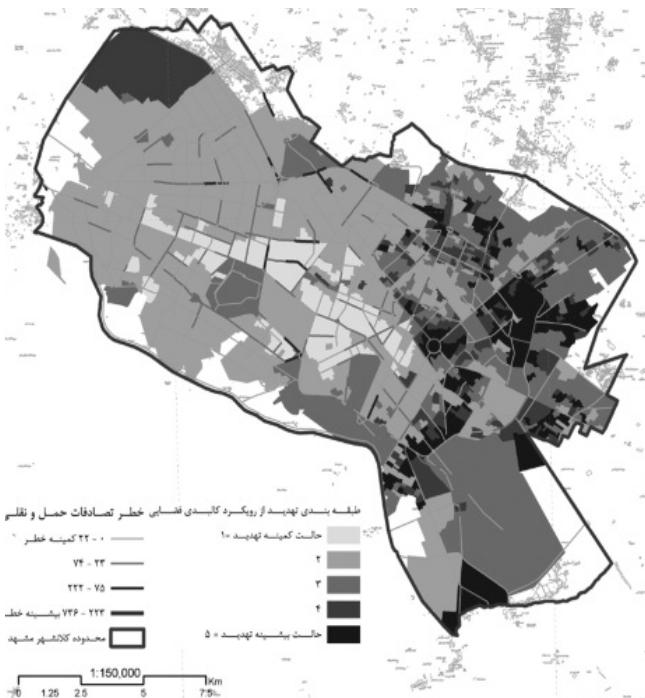 طبقه بندی تهدید از رویکرد کالبدی فضایی
حالت کمینه تهدید = ۱
۲
۳
۴
حالت بیشینه تهدید = ۵
خطر تصادفات حمل و نقلی
۰ - ۲۲ کمینه خطر
۲۳ - ۷۴
۷۵ - ۲۲۲
۲۲۳ - ۷۳۶ بیشینه خطر
محدوده کلانشهر مشهد
1:150,000
0 1.25 2.5 5 7.5 Km